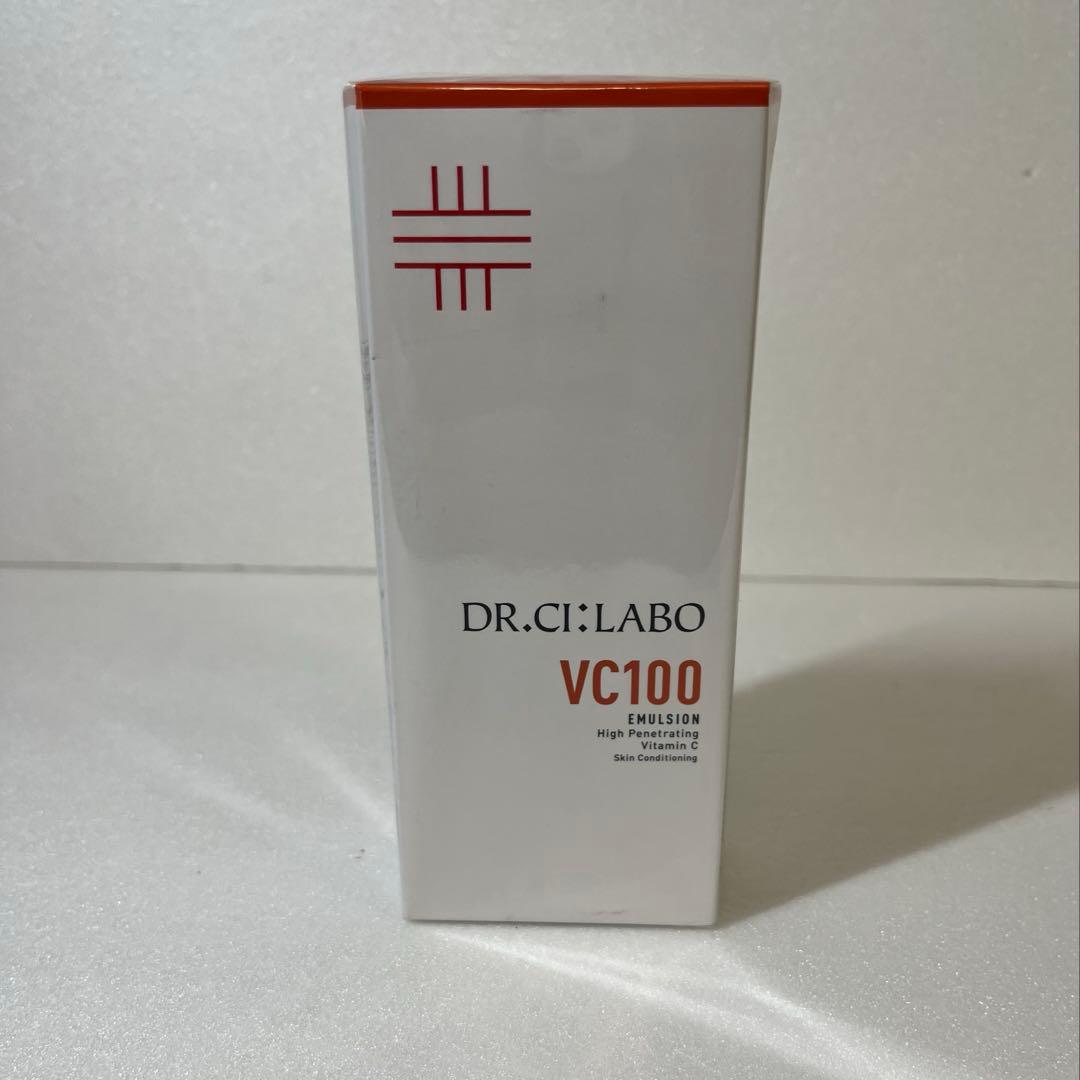 DR.CI:LABO
VC100
EMULSION
High Penetrating
Vitamin C
Skin Conditioning